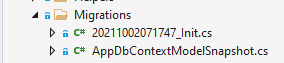 Migrations
C# 20211002071747_Init.cs
C# AppDbContextModelSnapshot.cs